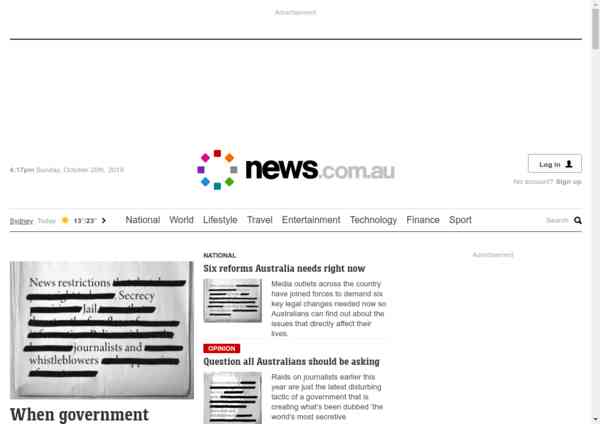 Advertisement
4:17pm Sunday, October 20th, 2019
news.com.au
Log in
No account? Sign up
Sydney Today 13°/23° National World Lifestyle Travel Entertainment Technology Finance Sport Search
News restrictions
Secrecy
Jail
journalists and
whistleblowers
When government
NATIONAL
Six reforms Australia needs right now
Media outlets across the country
have joined forces to demand six
key legal changes needed now so
Australians can find out about the
issues that directly affect their
lives.
OPINION
Question all Australians should be asking
Raids on journalists earlier this
year are just the latest disturbing
tactic of a government that is
creating what's been dubbed 'the
world's most secretive
Advertisement